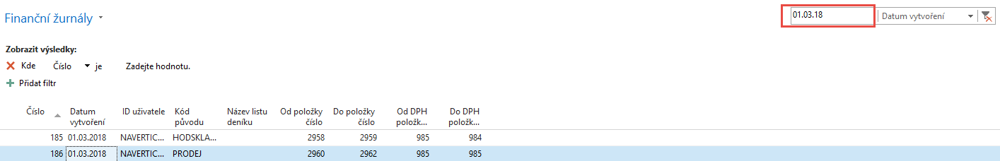 Finanční žurnály
01.03.18 Datum vytvoření
Zobrazit výsledky:
Kde Číslo je Zadejte hodnotu.
Přidat filtr
Číslo Datum ID uživatele Kód Název listu Od položky Do položky Od DPH Do DPH
vytvoření původu deníku číslo číslo položk... položk...
185 01.03.2018 NAVERTIC... HODSKLA... 2958 2959 985 984
186 01.03.2018 NAVERTIC... PRODEJ 2960 2962 985 985